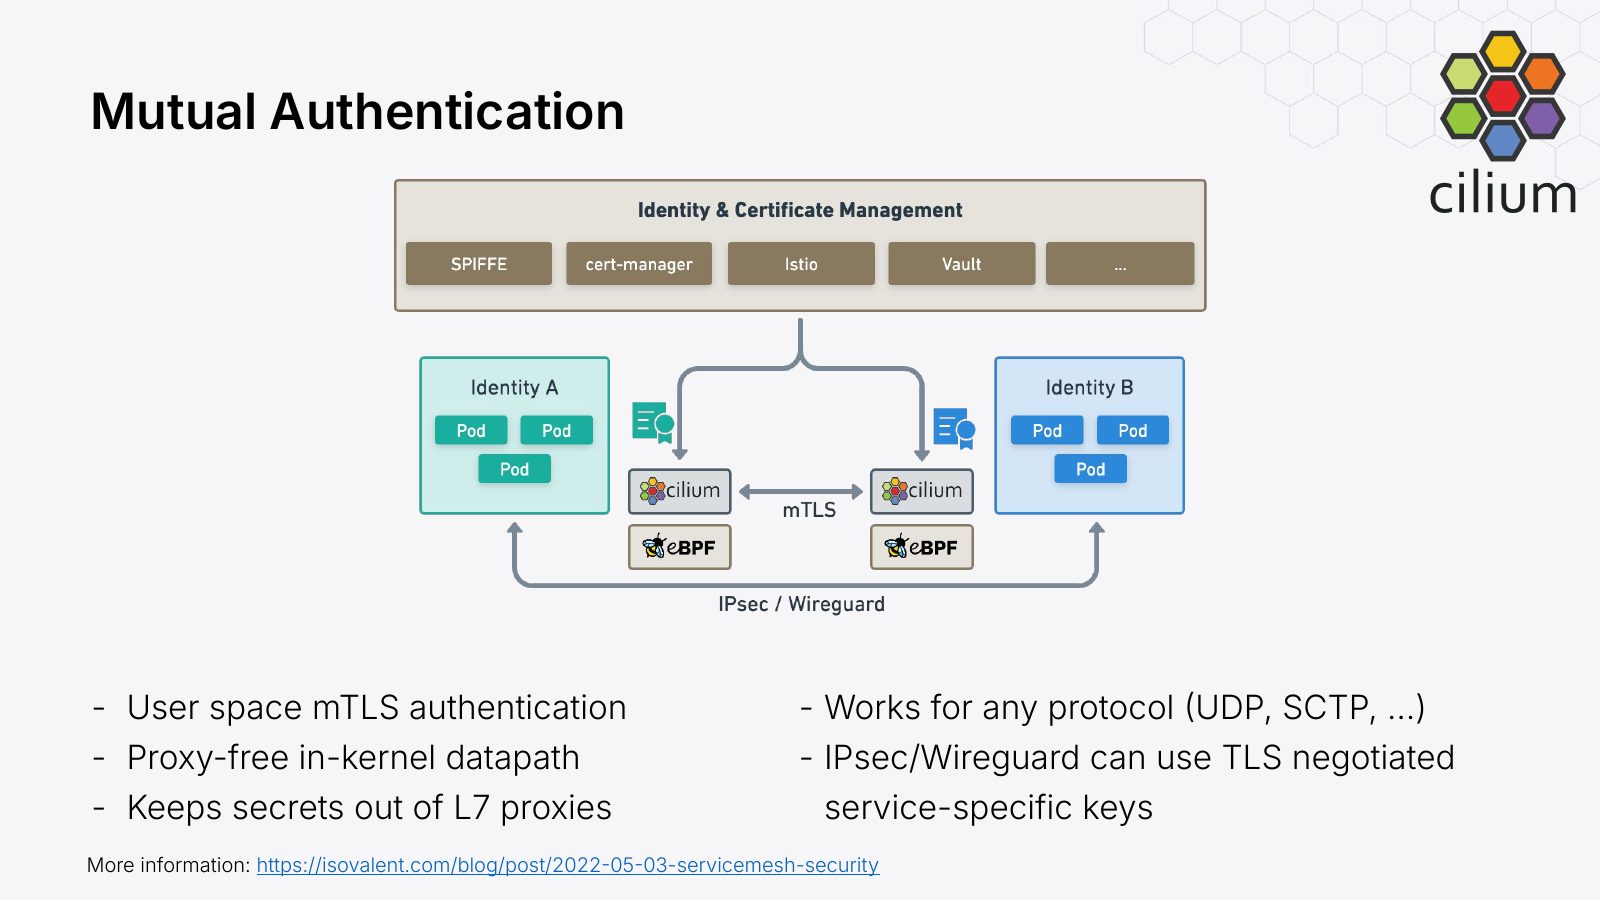 Mutual Authentication
cilium
Identity & Certificate Management
SPIFFE
cert-manager
Istio
Vault
...
Identity A
Pod
Pod
Pod
Identity B
Pod
Pod
Pod
cilium
mTLS
cilium
eBPF
eBPF
IPsec / Wireguard
- User space mTLS authentication
- Proxy-free in-kernel datapath
- Keeps secrets out of L7 proxies
- Works for any protocol (UDP, SCTP, ...)
- IPsec/Wireguard can use TLS negotiated
service-specific keys
More information: https://isovalent.com/blog/post/2022-05-03-servicemesh-security